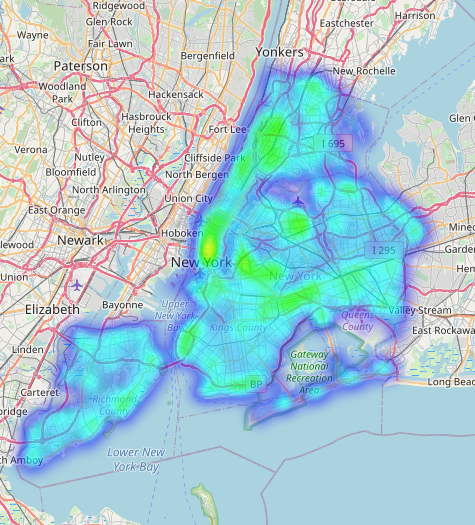 Ridgewood
Glen Rock
Eastchester
Harrison
Wayne
Fair Lawn
Bergenfield
Yonkers
Paterson
New Rochelle
Woodland
Park
Hackensack
Clifton
Hasbrouck
Heights
Fort Lee
Glen C
Verona
Nutley
Cliffside Park
I 695
Bloomfield
North Bergen
North Arlington
Union City
East Orange
Hoboken
Mineo
lewood
Newark
I 295
Garden
New York
Hem
Union
New York
Elizabeth
Bayonne
Upper
New York
Bay
Valley Stream
Kings County
Queens
County
East Rockaway
Linden
Gateway
National
Recreation
Area
BP
Long Beac
Carteret
Richmond
County
bridge
th Amboy
Lower New
York Bay